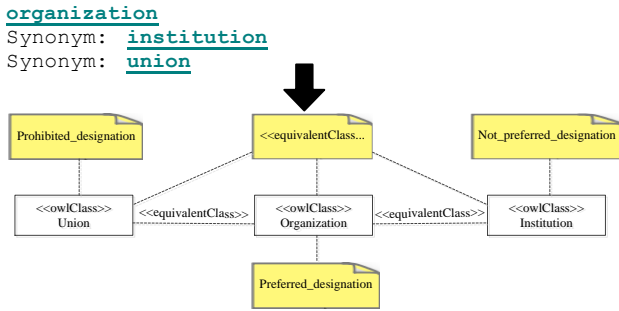 organization
Synonym: institution
Synonym: union
Prohibited_designation
<<equivalentClass...
Not_preferred_designation
<<owlClass>>
Union
<<equivalentClass>>
<<owlClass>>
Organization
<<equivalentClass>>
<<owlClass>>
Institution
Preferred_designation